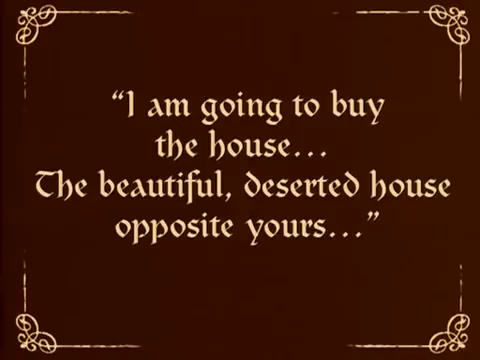 “I am going to buy
the house...
The beautiful, deserted house
opposite yours...”